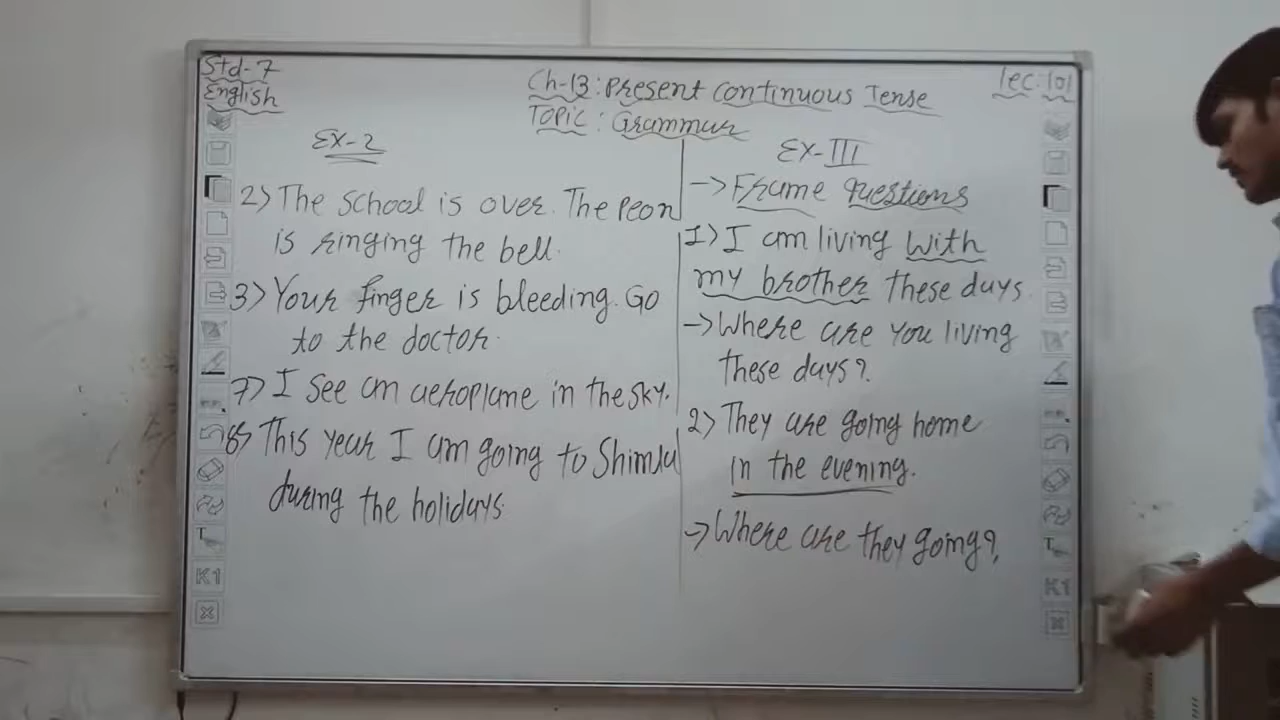 Std-7
English
Ch-13: Present Continuous Tense
Topic: Grammar
lec: 101
Ex-2
2) The school is over. The Peon
is ringing the bell.
3) Your finger is bleeding. Go
to the doctor.
7) I see an aeroplane in the sky.
8) This year I am going to Shimla
during the holidays.
Ex-III
→ Frame questions
1) I am living with
my brother these days.
→ Where are you living
these days?
2) They are going home
in the evening.
→ Where are they going?
T
K1
T
K1